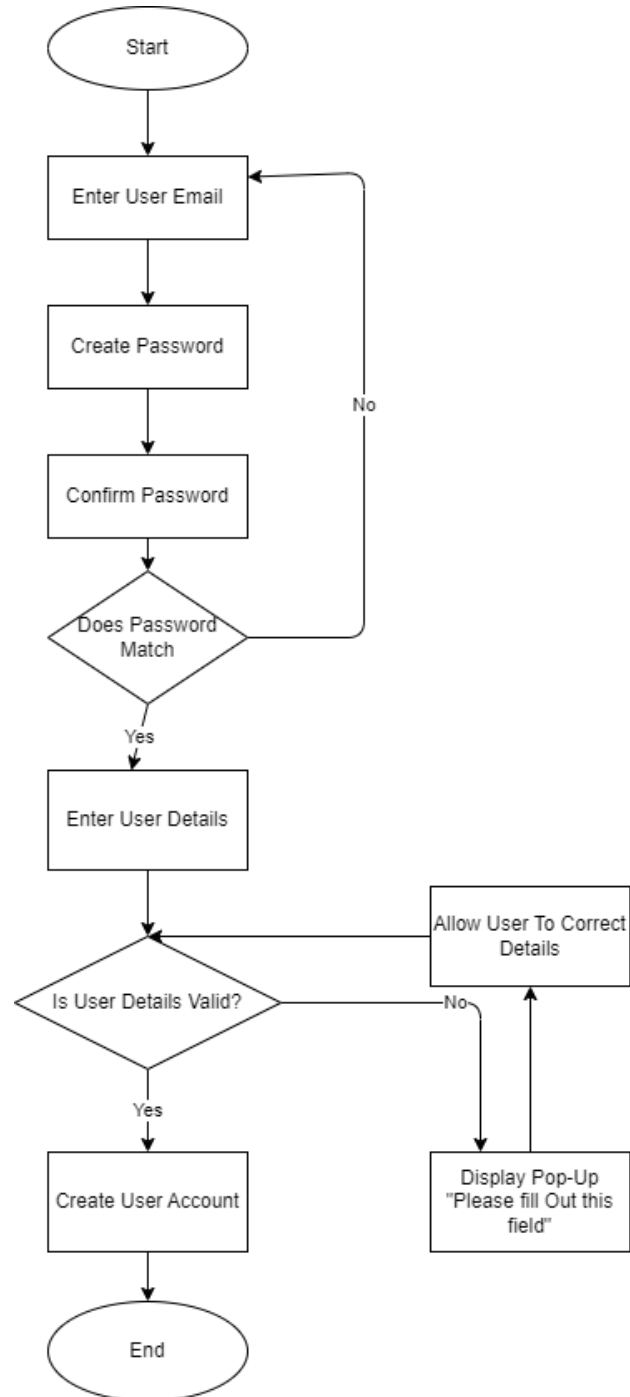 Start
Enter User Email
Create Password
No
Confirm Password
Does Password
Match
Yes
Enter User Details
Allow User To Correct
Details
Is User Details Valid?
No
Yes
Create User Account
Display Pop-Up
"Please fill Out this
field"
End